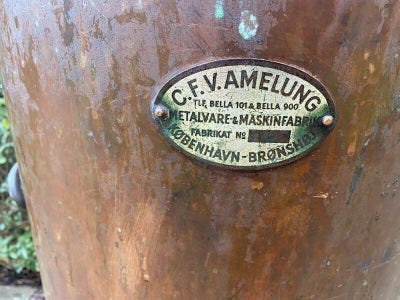 C.F.V. AMELUNG
TLF. BELLA 101 & BELLA 900
METALVARE-& MASKINFABRIK
FABRIKAT Nº
KØBENHAVN-BRØNSHØJ